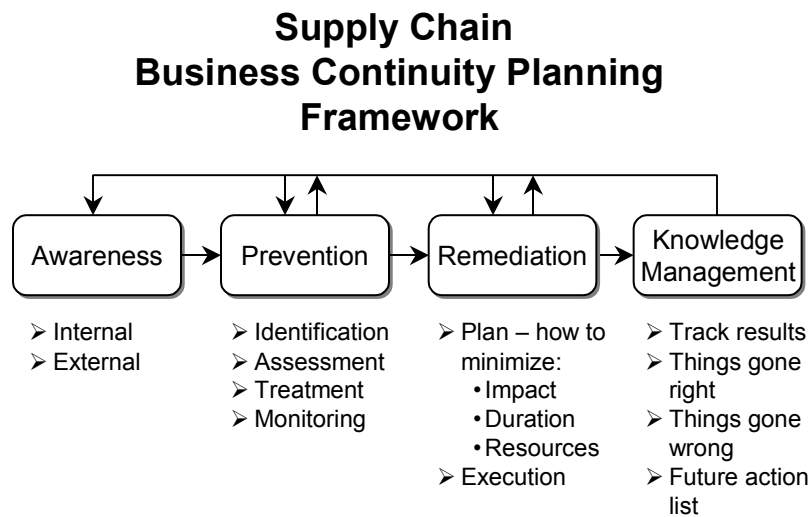 Supply Chain
Business Continuity Planning
Framework
Awareness
Prevention
Remediation
Knowledge
Management
➢ Internal
➢ External
➢ Identification
➢ Assessment
➢ Treatment
➢ Monitoring
➢ Plan – how to
minimize:
• Impact
• Duration
• Resources
➢ Execution
➢ Track results
➢ Things gone
right
➢ Things gone
wrong
➢ Future action
list